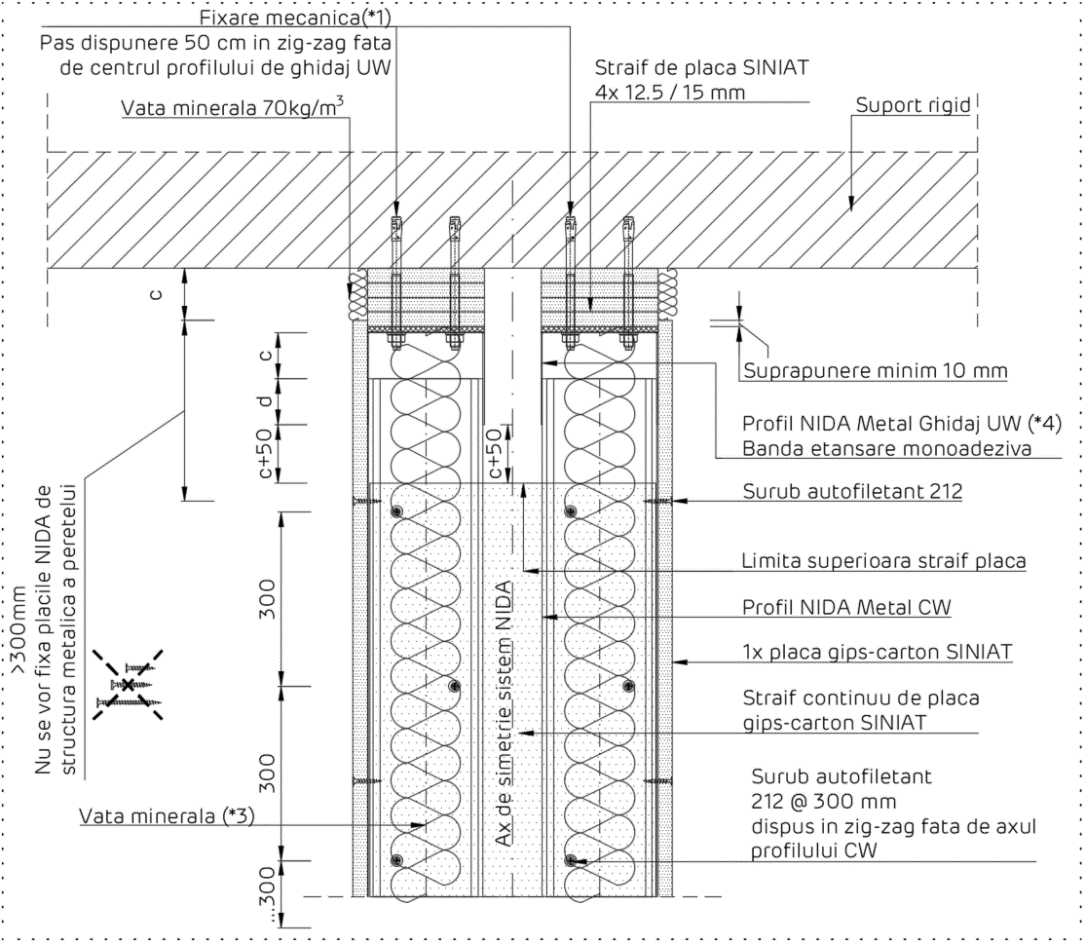 Fixare mecanica(*1)
Pas dispunere 50 cm in zig-zag fata
de centrul profilului de ghidaj UW
Straif de placa SINIAT
4x 12.5 / 15 mm
Vata minerala 70kg/m³
Suport rigid
c
c
d
c+50
c+50
Suprapunere minim 10 mm
Profil NIDA Metal Ghidaj UW (*4)
Banda etansare monoadeziva
Surub autofiletant 212
Limita superioara straif placa
Profil NIDA Metal CW
1x placa gips-carton SINIAT
Straif continuu de placa
gips-carton SINIAT
Surub autofiletant
212 @ 300 mm
dispus in zig-zag fata de axul
profilului CW
>300mm
Nu se vor fixa placile NIDA de
structura metalica a peretelui
300
300
...300
Ax de simetrie sistem NIDA
Vata minerala (*3)